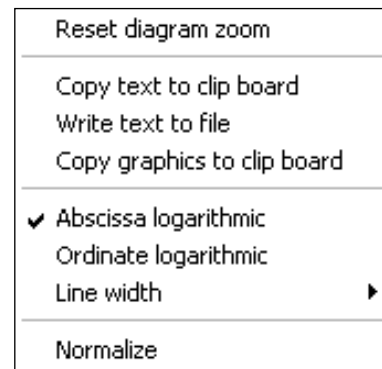 Reset diagram zoom
Copy text to clip board
Write text to file
Copy graphics to clip board
Abscissa logarithmic
Ordinate logarithmic
Line width
Normalize